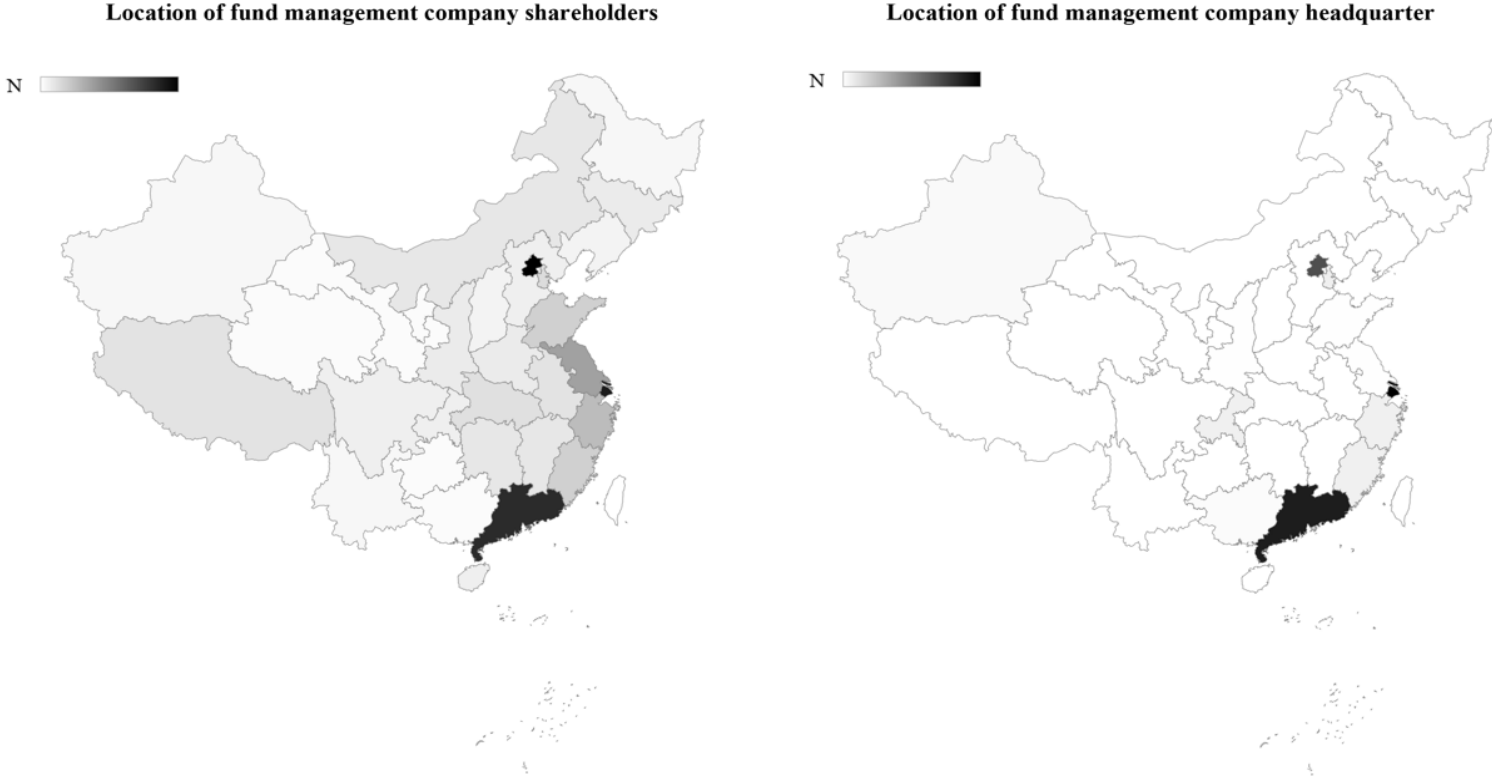 Location of fund management company shareholders
Location of fund management company headquarter
N
N